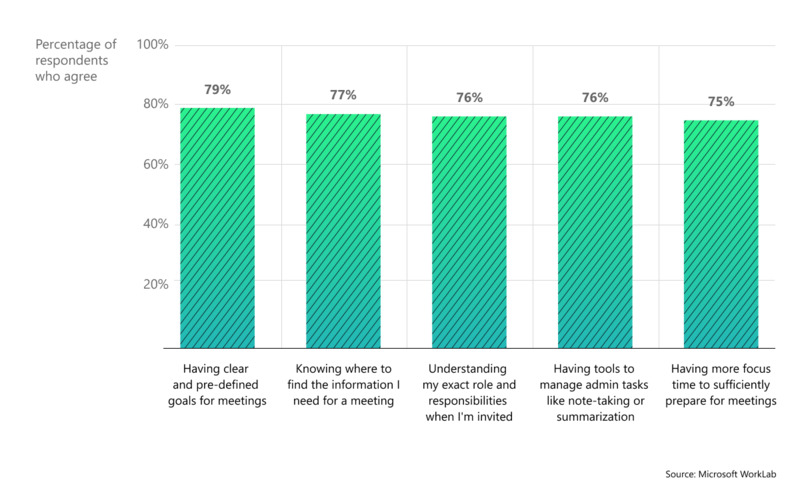 Percentage of
respondents
who agree
100%
80%
60%
40%
20%
79%
77%
76%
76%
75%
Having clear
and pre-defined
goals for meetings
Knowing where to
find the information I
need for a meeting
Understanding
my exact role and
responsibilities
when I'm invited
Having tools to
manage admin tasks
like note-taking or
summarization
Having more focus
time to sufficiently
prepare for meetings
Source: Microsoft WorkLab